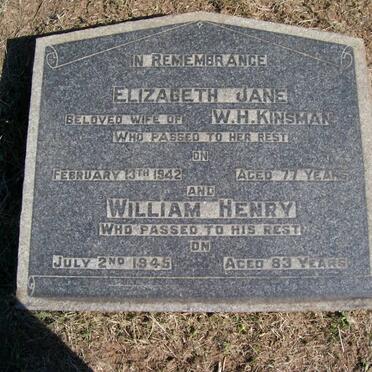 IN REMEMBRANCE
ELIZABETH JANE
BELOVED WIFE OF W.H.KINSMAN
WHO PASSED TO HER REST
ON
FEBRUARY 13TH 1942 AGED 77 YEARS
AND
WILLIAM HENRY
WHO PASSED TO HIS REST
ON
JULY 2ND 1945 AGED 83 YEARS